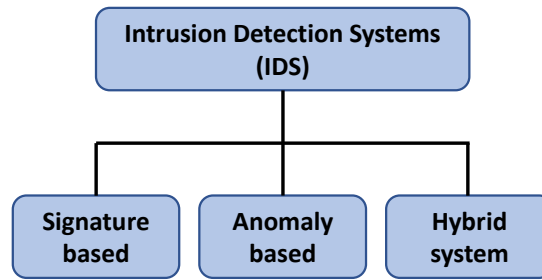 Intrusion Detection Systems
(IDS)
Signature
based
Anomaly
based
Hybrid
system